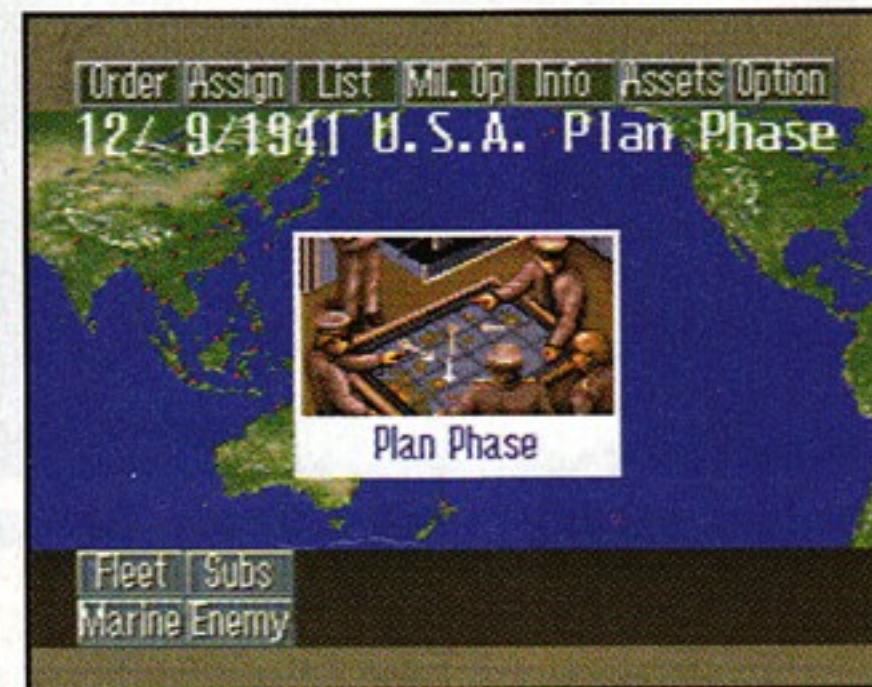 Order Assign List Mil. Op Info Assets Option
12/ 9/1941 U.S.A. Plan Phase
Plan Phase
Fleet Subs
Marine Enemy